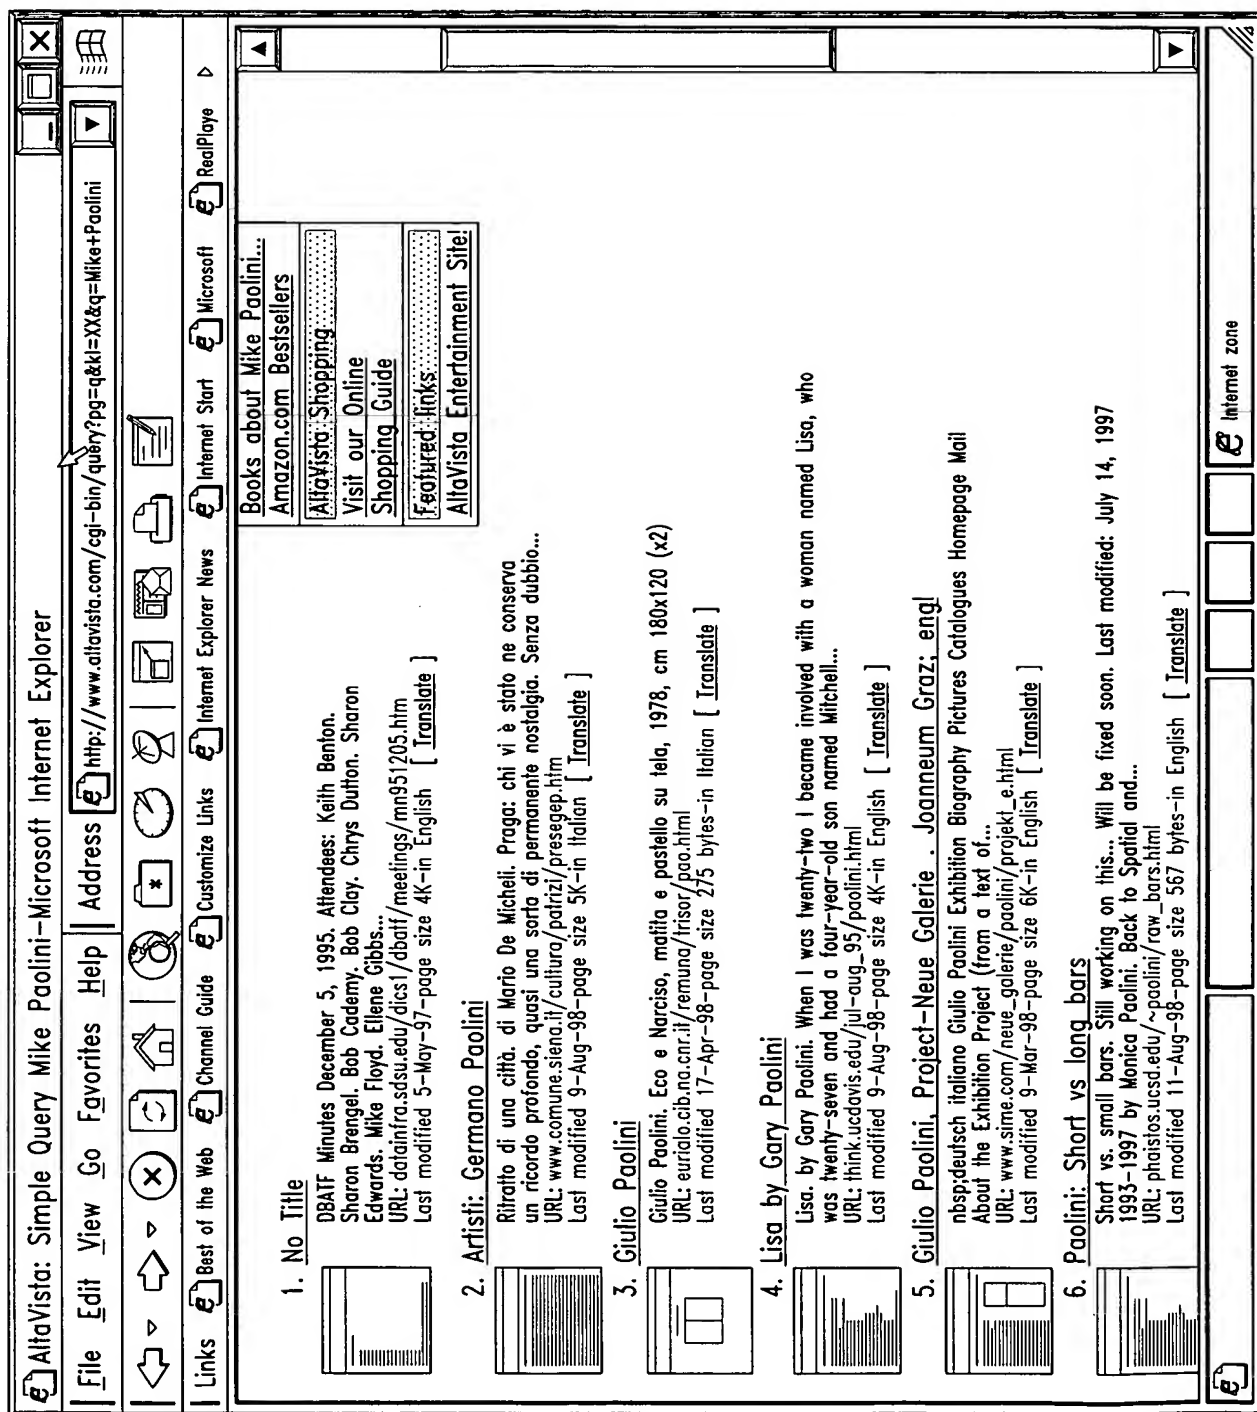 AltaVista: Simple Query Mike Paolini-Microsoft Internet Explorer
File Edit View Go Favorites Help Address http://www.altavista.com/cgi-bin/query?pg=q&kl=XX&q=Mike+Paolini
Links Best of the Web Channel Guide Customize Links Internet Explorer News Internet Start Microsoft RealPlaye
Books about Mike Paolini...
Amazon.com Bestsellers
AltaVista Shopping
Visit our Online
Shopping Guide
Featured links
AltaVista Entertainment Site!
1. No Title
DBATF Minutes December 5, 1995. Attendees: Keith Benton.
Sharon Brengel. Bob Cademy. Bob Clay. Chrys Dutton. Sharon
Edwards. Mike Floyd. Ellene Gibbs...
URL: datainfra.sdsu.edu/dics1/dbatf/meetings/mn951205.htm
Last modified 5-May-97-page size 4K-in English [ Translate ]
2. Artisti: Germano Paolini
Ritratto di una città. di Mario De Micheli. Praga: chi vi è stato ne conserva
un ricordo profondo, quasi una sorta di permanente nostalgia. Senza dubbio...
URL: www.comune.siena.it/cultura/patrizi/presegep.htm
Last modified 9-Aug-98-page size 5K-in Italian [ Translate ]
3. Giulio Paolini
Giulio Paolini. Eco e Narciso, matita e pastello su tela, 1978, cm 180x120 (x2)
URL: eurialo.cib.na.cnr.it/remuna/trisor/pao.html
Last modified 17-Apr-98-page size 275 bytes-in Italian [ Translate ]
4. Lisa by Gary Paolini
Lisa. by Gary Paolini. When I was twenty-two I became involved with a woman named Lisa, who
was twenty-seven and had a four-year-old son named Mitchell...
URL: think.ucdavis.edu/jul-aug_95/paolini.html
Last modified 9-Aug-98-page size 4K-in English [ Translate ]
5. Giulio Paolini, Project-Neue Galerie . Joanneum Graz; engl
nbsp;deutsch italiano Giulio Paolini Exhibition Biography Pictures Catalogues Homepage Mail
About the Exhibition Project (from a text of...
URL: www.sime.com/neue_galerie/paolini/projekt_e.html
Last modified 9-Mar-98-page size 6K-in English [ Translate ]
6. Paolini: Short vs long bars
Short vs. small bars. Still working on this... Will be fixed soon. Last modified: July 14, 1997
1993-1997 by Monica Paolini. Back to Spatial and...
URL: phaistos.ucsd.edu/~paolini/raw_bars.html
Last modified 11-Aug-98-page size 567 bytes-in English [ Translate ]
Internet zone